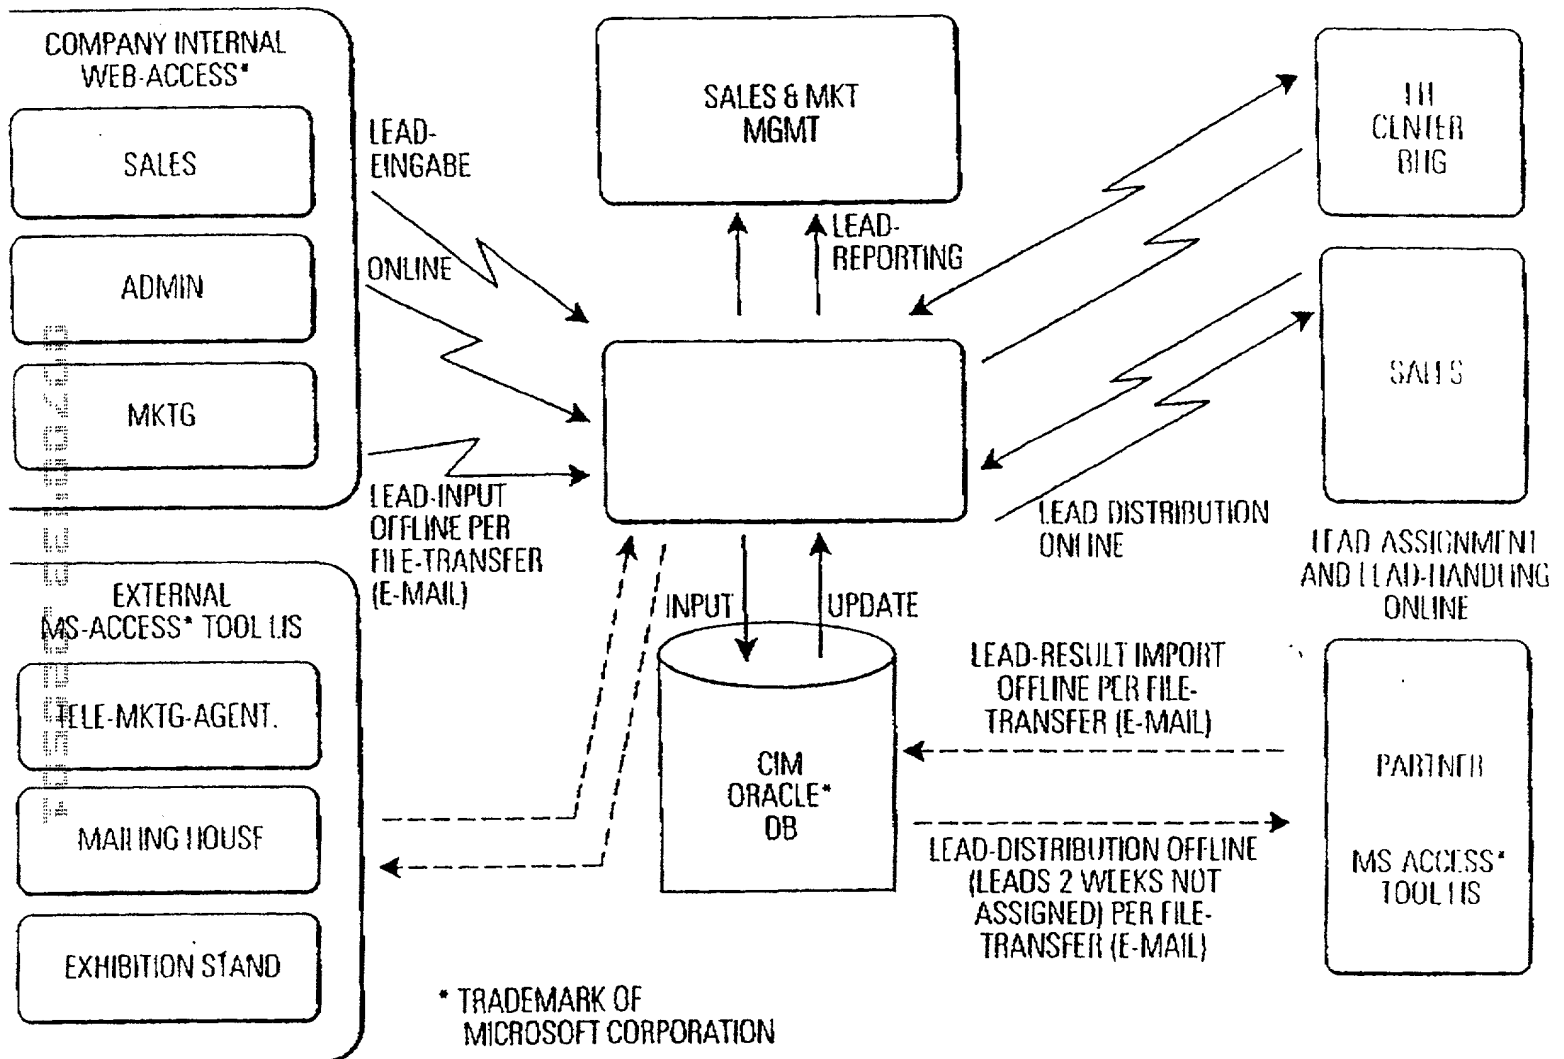 COMPANY INTERNAL
WEB-ACCESS*
SALES
ADMIN
MKTG
LEAD-
EINGABE
ONLINE
LEAD-INPUT
OFFLINE PER
FILE-TRANSFER
(E-MAIL)
SALES & MKT
MGMT
LEAD-
REPORTING
CENTER
SALES
LEAD DISTRIBUTION
ONLINE
LEAD ASSIGNMENT
AND LEAD-HANDLING
ONLINE
EXTERNAL
MS-ACCESS* TOOL LIS
TELE-MKTG-AGENT.
MAILING HOUSE
EXHIBITION STAND
INPUT
UPDATE
CIM
ORACLE*
DB
LEAD-RESULT IMPORT
OFFLINE PER FILE-
TRANSFER (E-MAIL)
LEAD-DISTRIBUTION OFFLINE
(LEADS 2 WEEKS NOT
ASSIGNED) PER FILE-
TRANSFER (E-MAIL)
PARTNER
MS ACCESS*
TOOL LIS
* TRADEMARK OF
MICROSOFT CORPORATION